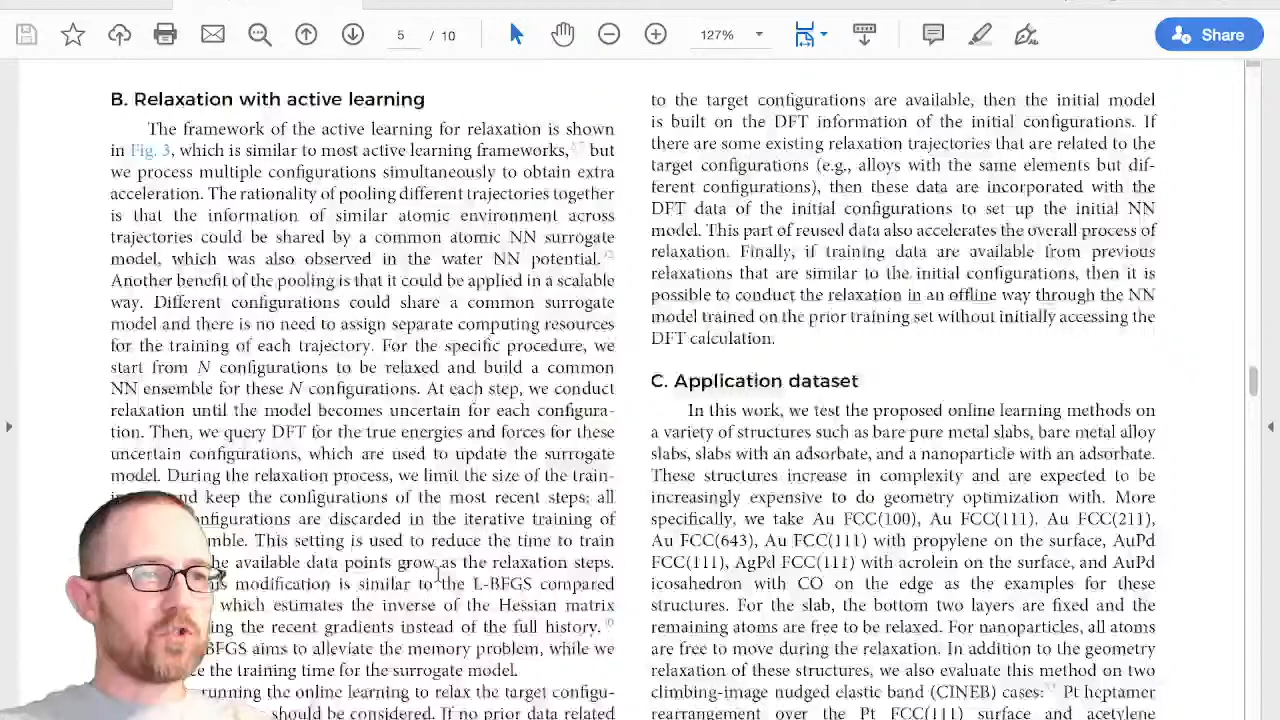 5 / 10
127%
Share
B. Relaxation with active learning
The framework of the active learning for relaxation is shown
in Fig. 3, which is similar to most active learning frameworks, but
we process multiple configurations simultaneously to obtain extra
acceleration. The rationality of pooling different trajectories together
is that the information of similar atomic environment across
trajectories could be shared by a common atomic NN surrogate
model, which was also observed in the water NN potential.
Another benefit of the pooling is that it could be applied in a scalable
way. Different configurations could share a common surrogate
model and there is no need to assign separate computing resources
for the training of each trajectory. For the specific procedure, we
start from N configurations to be relaxed and build a common
NN ensemble for these N configurations. At each step, we conduct
relaxation until the model becomes uncertain for each configura-
tion. Then, we query DFT for the true energies and forces for these
uncertain configurations, which are used to update the surrogate
model. During the relaxation process, we limit the size of the train-
and keep the configurations of the most recent steps; all
nfigurations are discarded in the iterative training of
mble. This setting is used to reduce the time to train
he available data points grow as the relaxation steps.
s modification is similar to the L-BFGS compared
which estimates the inverse of the Hessian matrix
ing the recent gradients instead of the full history.
BFGS aims to alleviate the memory problem, while we
e the training time for the surrogate model.
running the online learning to relax the target configu-
should be considered. If no prior data related
to the target configurations are available, then the initial model
is built on the DFT information of the initial configurations. If
there are some existing relaxation trajectories that are related to the
target configurations (e.g., alloys with the same elements but dif-
ferent configurations), then these data are incorporated with the
DFT data of the initial configurations to set up the initial NN
model. This part of reused data also accelerates the overall process of
relaxation. Finally, if training data are available from previous
relaxations that are similar to the initial configurations, then it is
possible to conduct the relaxation in an offline way through the NN
model trained on the prior training set without initially accessing the
DFT calculation.
C. Application dataset
In this work, we test the proposed online learning methods on
a variety of structures such as bare pure metal slabs, bare metal alloy
slabs, slabs with an adsorbate, and a nanoparticle with an adsorbate.
These structures increase in complexity and are expected to be
increasingly expensive to do geometry optimization with. More
specifically, we take Au FCC(100), Au FCC(111), Au FCC(211),
Au FCC(643), Au FCC(111) with propylene on the surface, AuPd
FCC(111), AgPd FCC(111) with acrolein on the surface, and AuPd
icosahedron with CO on the edge as the examples for these
structures. For the slab, the bottom two layers are fixed and the
remaining atoms are free to be relaxed. For nanoparticles, all atoms
are free to move during the relaxation. In addition to the geometry
relaxation of these structures, we also evaluate this method on two
climbing-image nudged elastic band (CINEB) cases: Pt heptamer
rearrangement over the Pt FCC(111) surface and acetylene